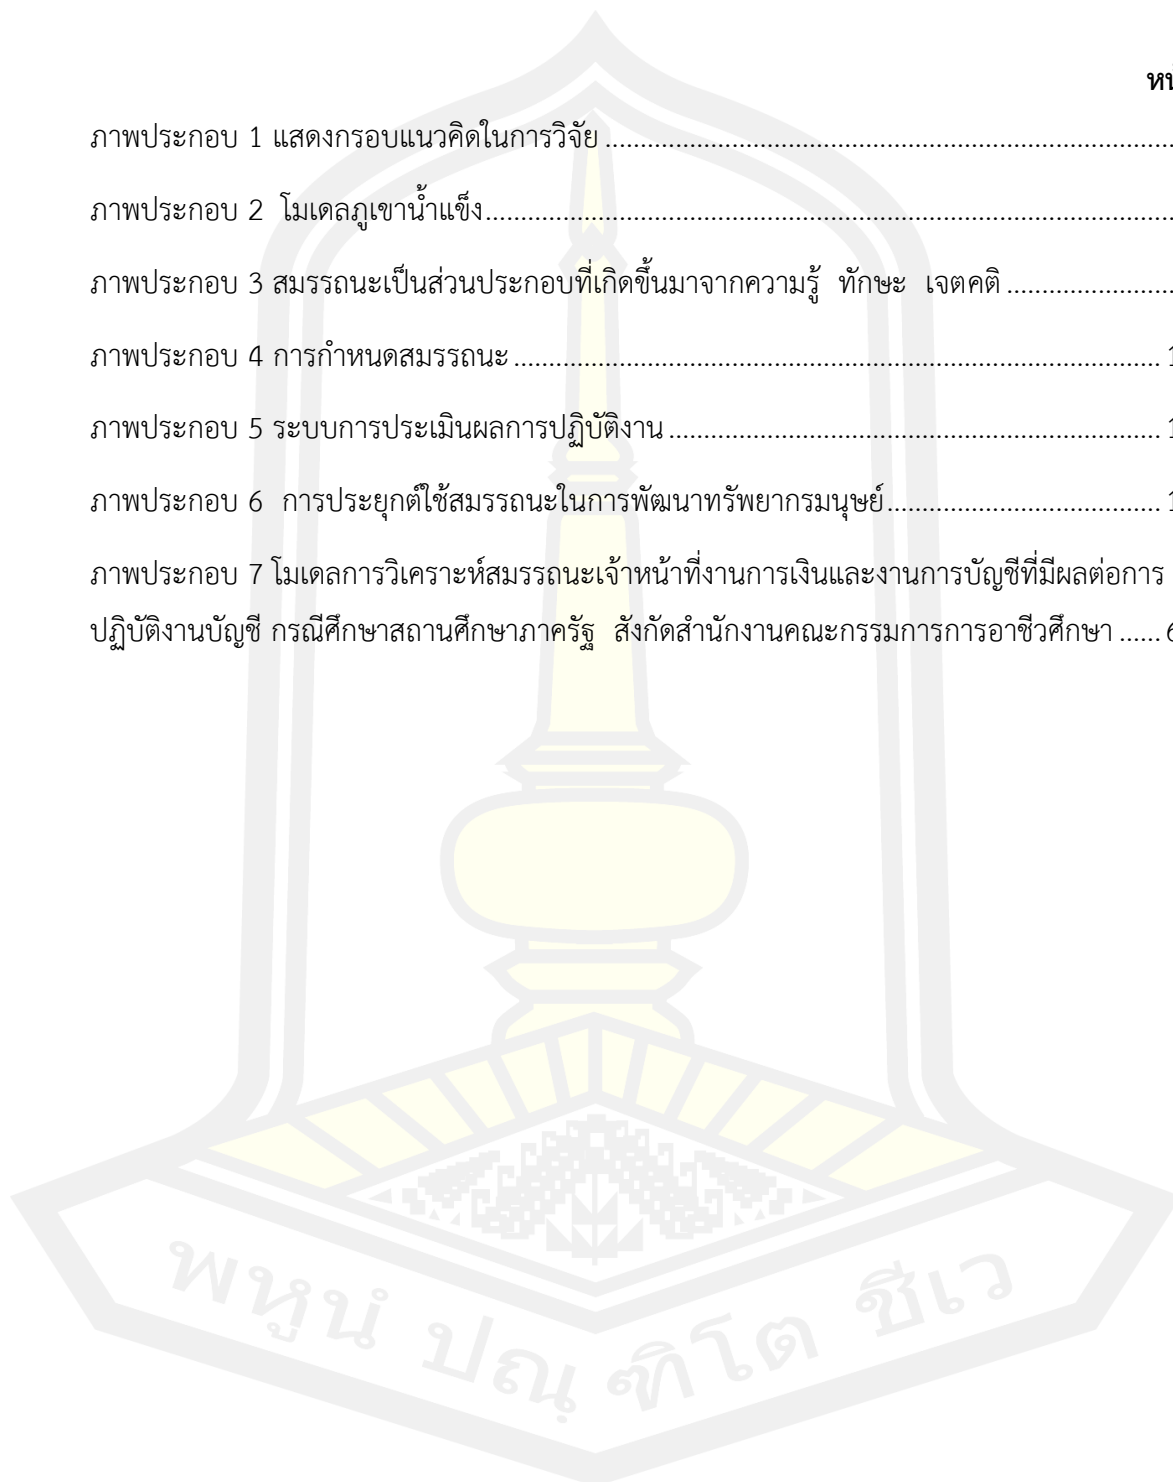 ภาพประกอบ 1 แสดงกรอบแนวคิดในการวิจัย ..............................................................................
ภาพประกอบ 2 โมเดลภูเขาน้ำแข็ง...............................................................................................
ภาพประกอบ 3 สมรรถนะเป็นส่วนประกอบที่เกิดขึ้นมาจากความรู้ ทักษะ เจตคติ .......................
ภาพประกอบ 4 การกำหนดสมรรถนะ ........................................................................................ 1
ภาพประกอบ 5 ระบบการประเมินผลการปฏิบัติงาน ................................................................... 1
ภาพประกอบ 6 การประยุกต์ใช้สมรรถนะในการพัฒนาทรัพยากรมนุษย์..................................... 1
ภาพประกอบ 7 โมเดลการวิเคราะห์สมรรถนะเจ้าหน้าที่งานการเงินและงานการบัญชีที่มีผลต่อการ
ปฏิบัติงานบัญชี กรณีศึกษาสถานศึกษาภาครัฐ สังกัดสำนักงานคณะกรรมการการอาชีวศึกษา ...... 6
พหูนํ ปณฺฑิโต ชีเว